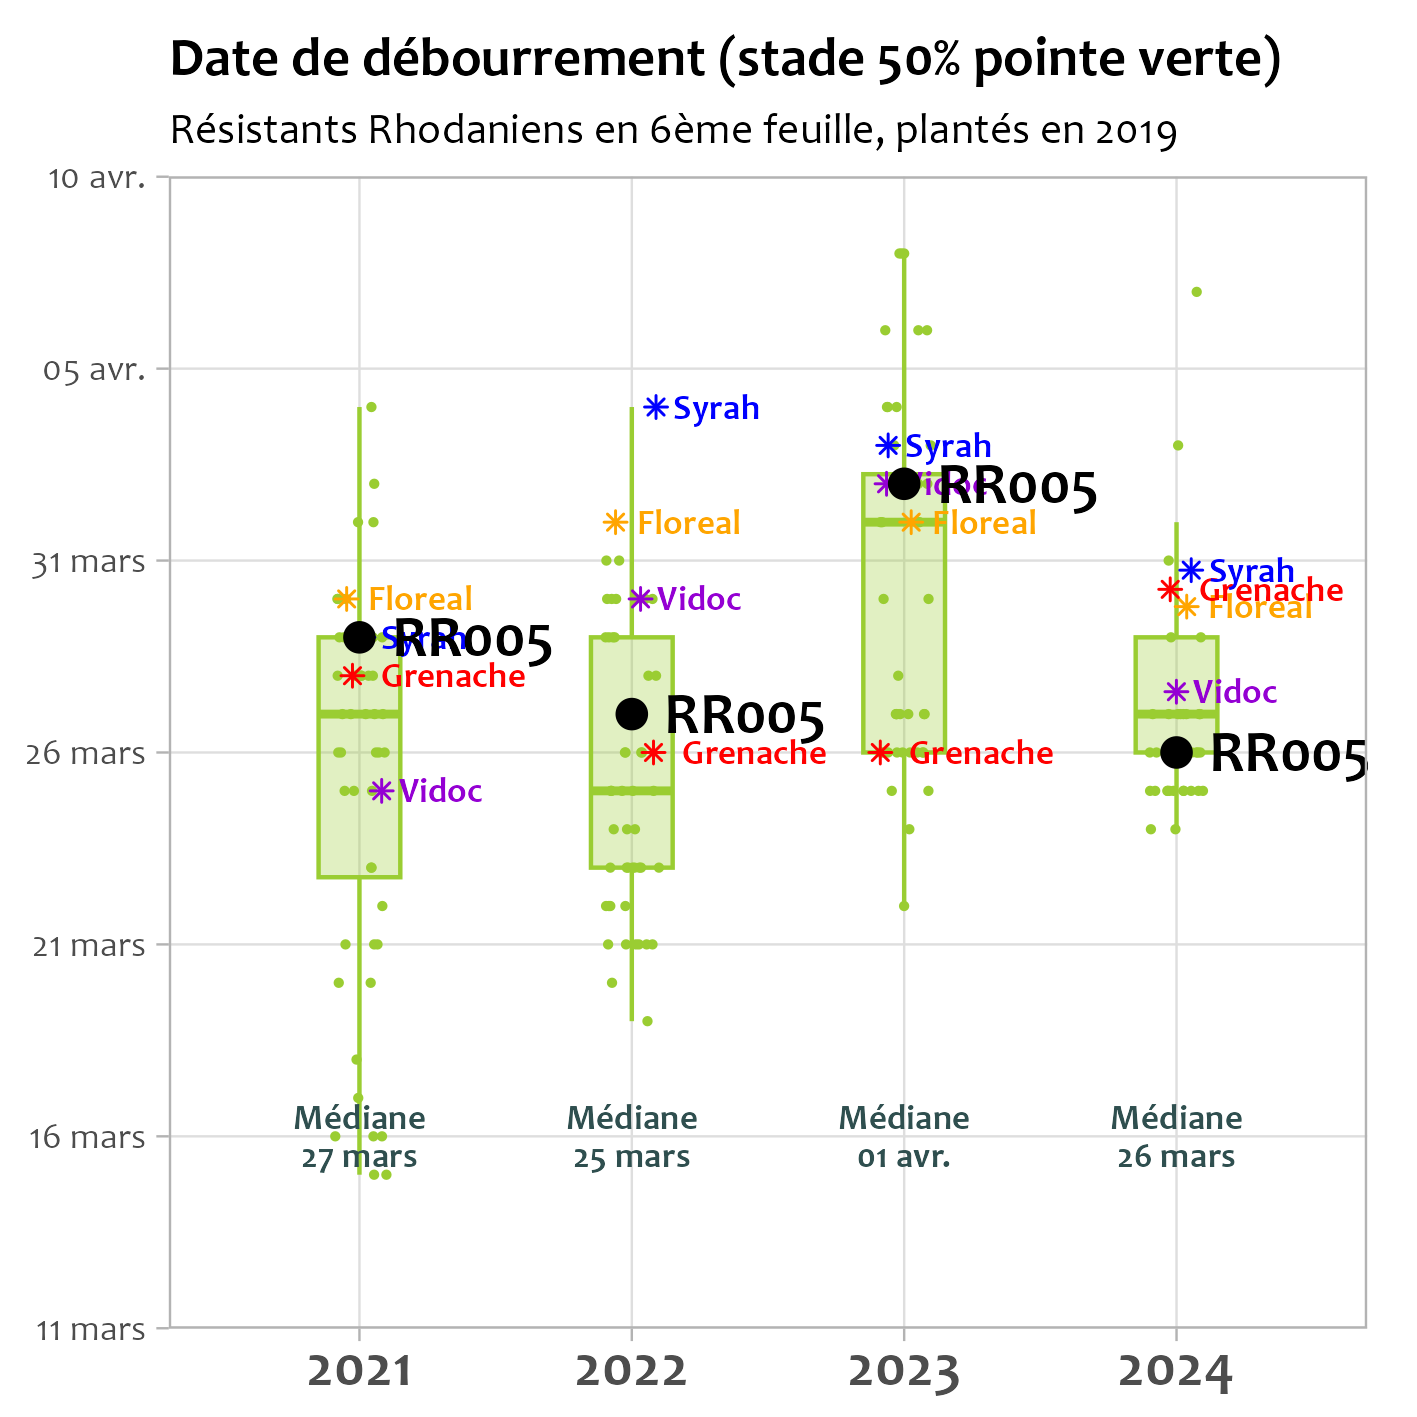 Date de débourrement (stade 50% pointe verte)
Résistants Rhodaniens en 6ème feuille, plantés en 2019
10 avr.
05 avr.
31 mars
26 mars
21 mars
16 mars
11 mars
Floreal
Syrah
RR005
Grenache
Vidoc
Médiane
27 mars
Syrah
Floreal
Vidoc
RR005
Grenache
Médiane
25 mars
Syrah
Vidoc
RR005
Floreal
Grenache
Médiane
01 avr.
Syrah
Grenache
Floreal
Vidoc
RR005
Médiane
26 mars
2021
2022
2023
2024